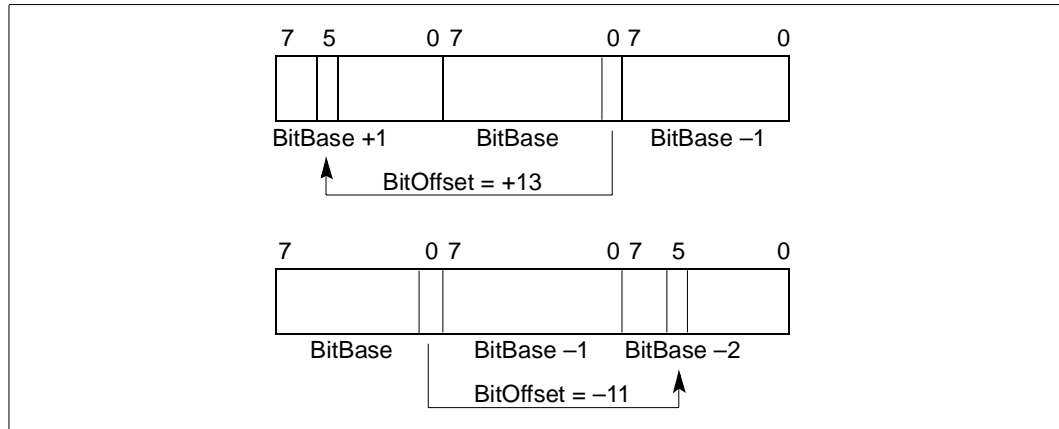 7 5 0 7 0 7 0
BitBase +1 BitBase BitBase –1
BitOffset = +13
7 0 7 0 7 5 0
BitBase BitBase –1 BitBase –2
BitOffset = –11